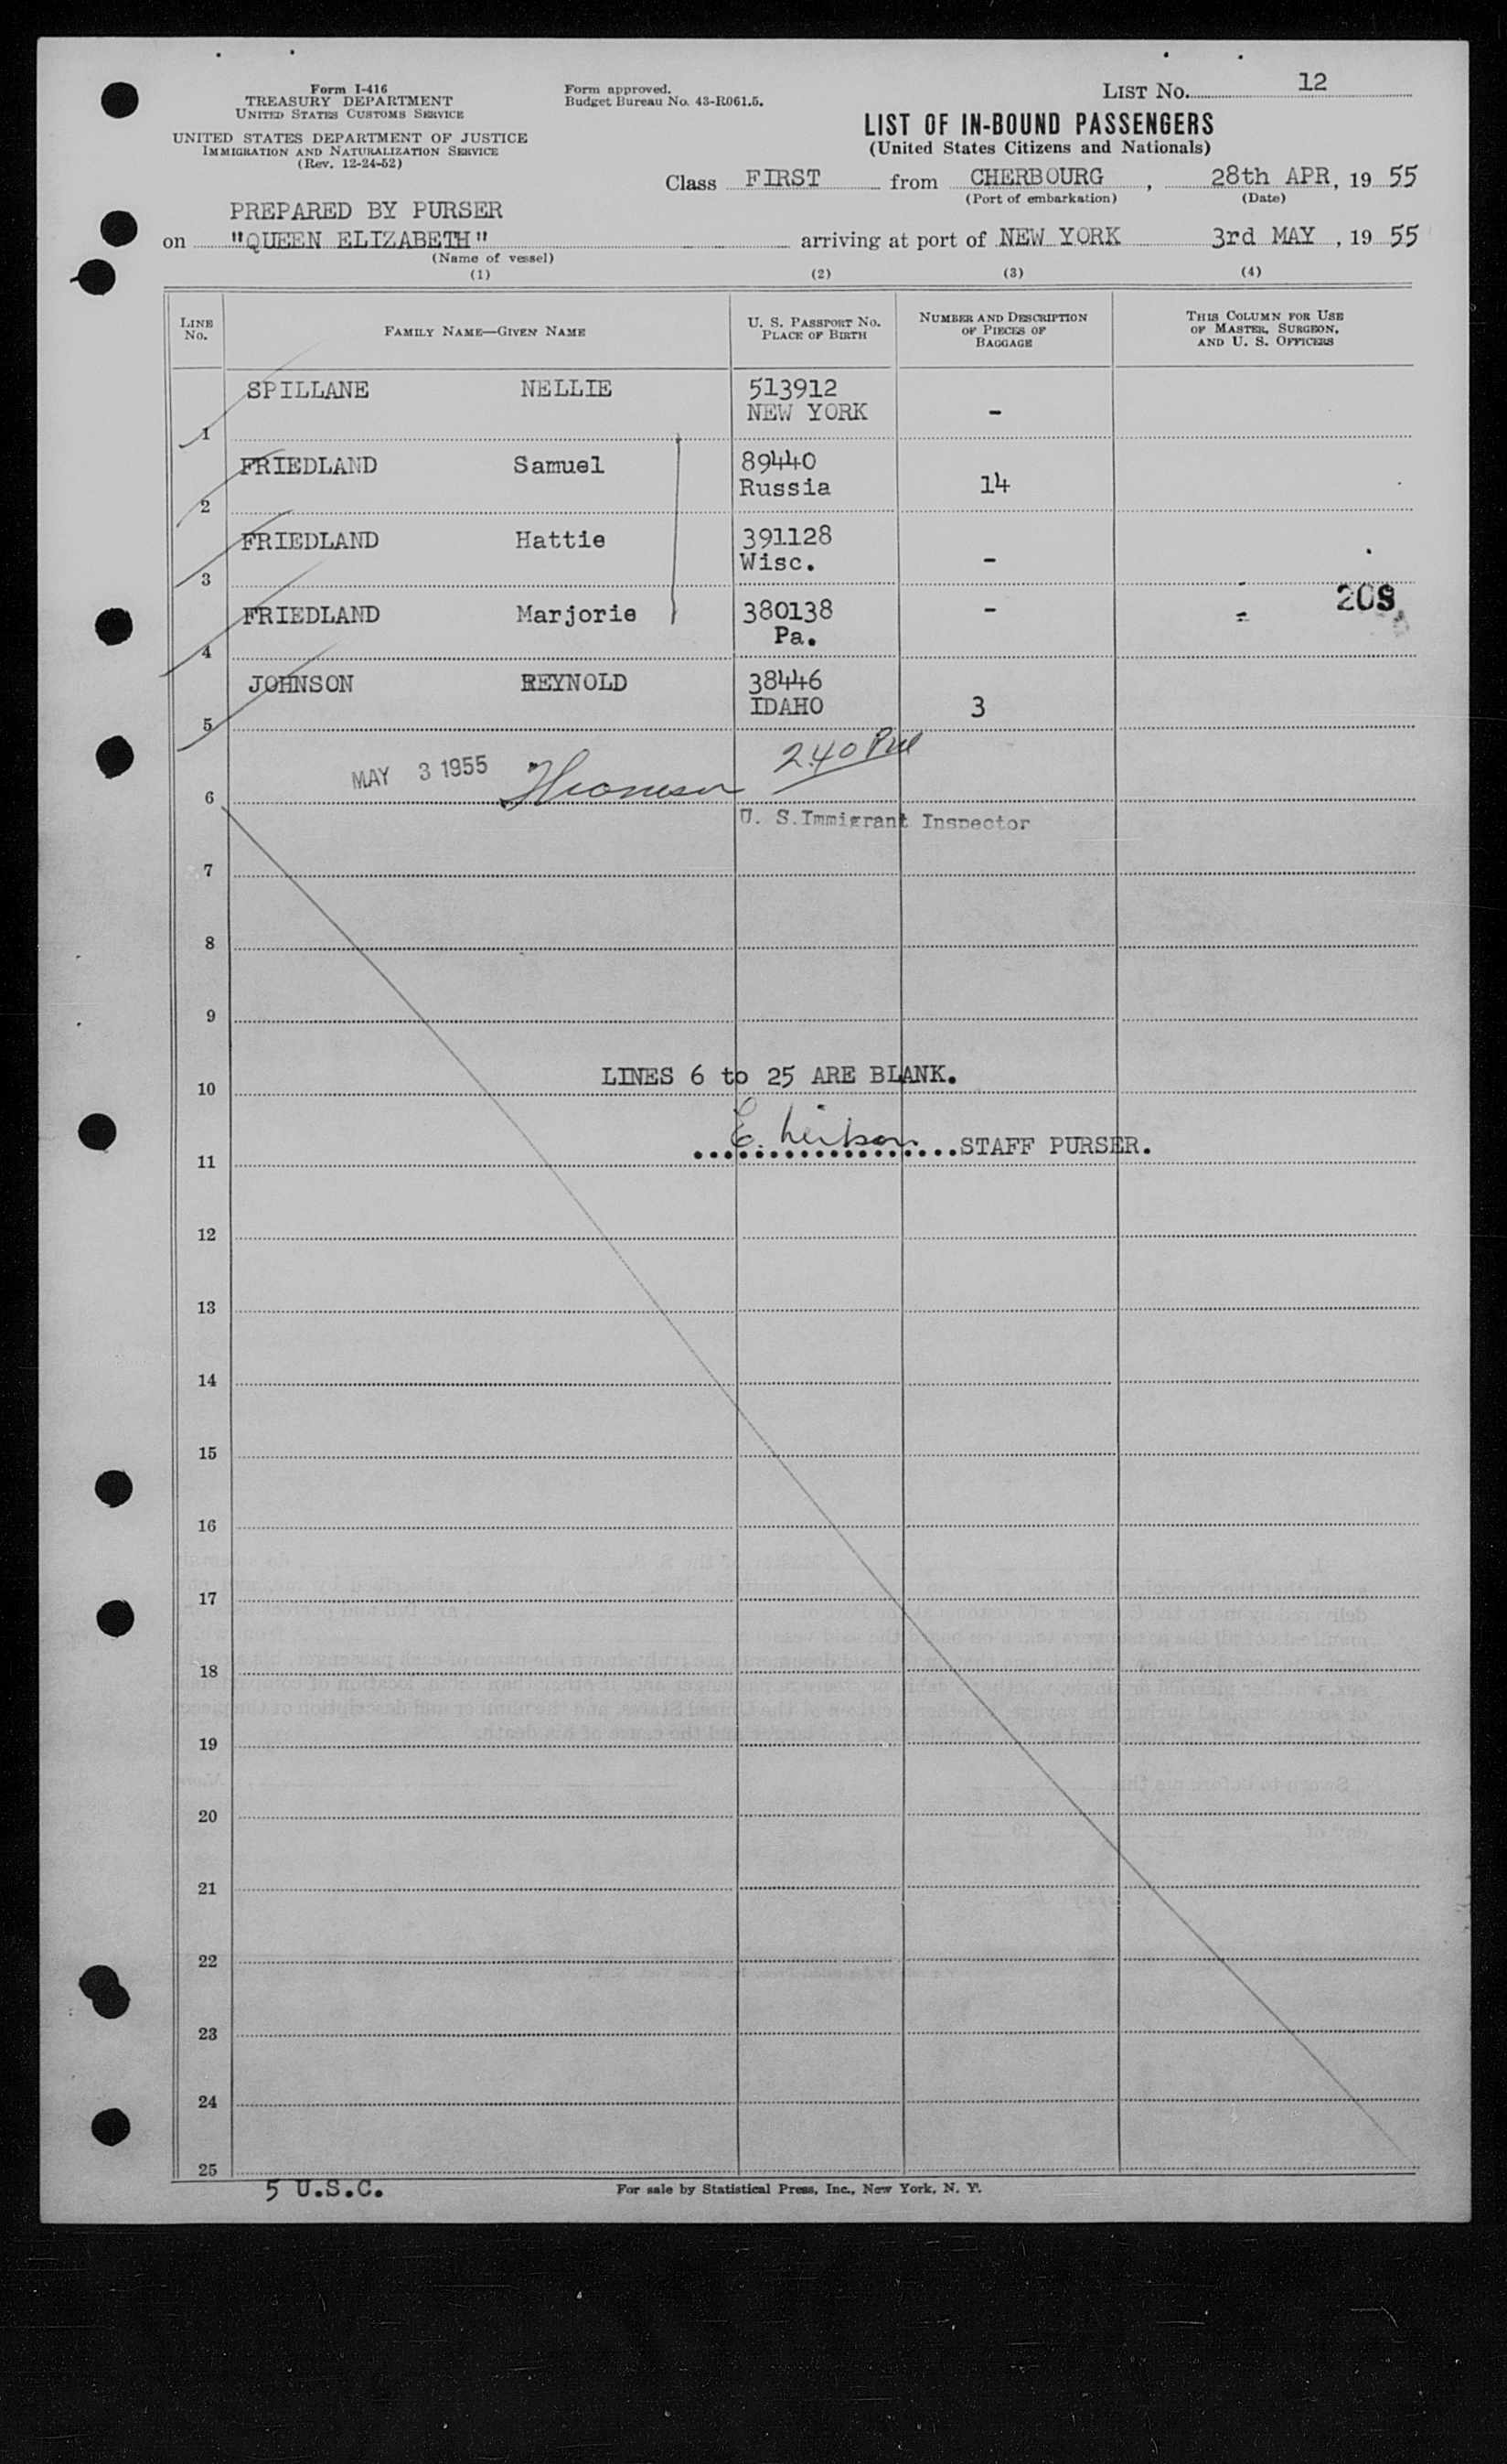 Form I-416
TREASURY DEPARTMENT
UNITED STATES CUSTOMS SERVICE
UNITED STATES DEPARTMENT OF JUSTICE
IMMIGRATION AND NATURALIZATION SERVICE
(Rev. 12-24-52)
Form approved.
Budget Bureau No. 43-R061.5.
LIST No. 12
LIST OF IN-BOUND PASSENGERS
(United States Citizens and Nationals)
Class FIRST from CHERBOURG, 28th APR, 19 55
(Port of embarkation) (Date)
PREPARED BY PURSER
on "QUEEN ELIZABETH" arriving at port of NEW YORK 3rd MAY, 19 55
(Name of vessel)
(1) (2) (3) (4)
LINE No. FAMILY NAME—GIVEN NAME U. S. PASSPORT No. PLACE OF BIRTH NUMBER AND DESCRIPTION OF PIECES OF BAGGAGE THIS COLUMN FOR USE OF MASTER, SURGEON, AND U. S. OFFICERS
SPILLANE NELLIE 513912
NEW YORK -
1
FRIEDLAND Samuel 89440
Russia 14
2
FRIEDLAND Hattie 391128
Wisc. -
3
208
FRIEDLAND Marjorie 380138 - -
Pa.
4
JOHNSON REYNOLD 38446
IDAHO 3
5
MAY 3 1955 240
6
U. S. Immigrant Inspector
7
8
9
LINES 6 to 25 ARE BLANK.
10
E. STAFF PURSER.
11
12
13
14
15
16
17
18
19
20
21
22
23
24
25
5 U.S.C. For sale by Statistical Press, Inc., New York, N. Y.